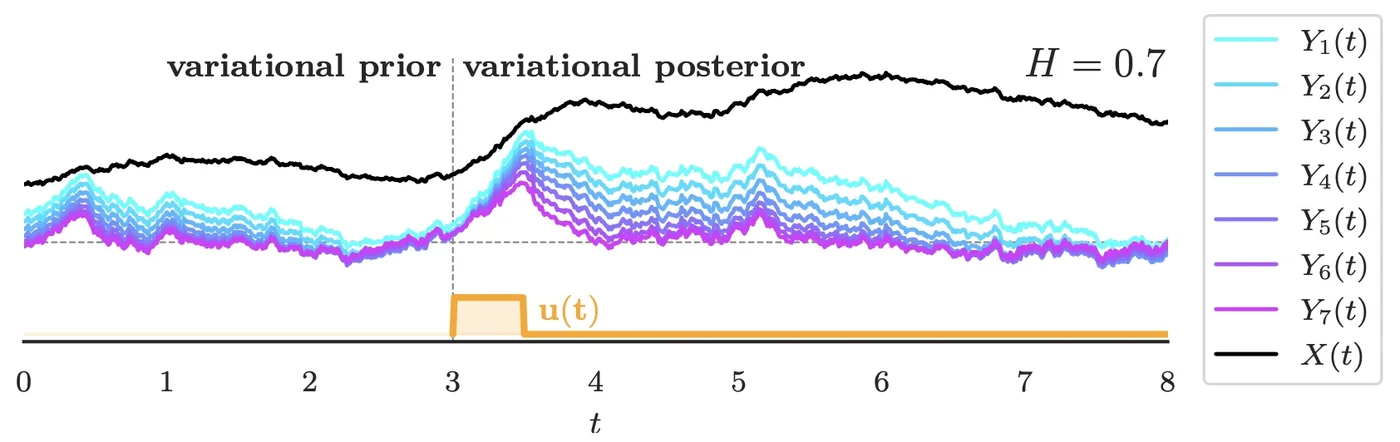 variational prior variational posterior H = 0.7
u(t)
0 1 2 3 4 5 6 7 8
t
Y₁(t)
Y₂(t)
Y₃(t)
Y₄(t)
Y₅(t)
Y₆(t)
Y₇(t)
X(t)